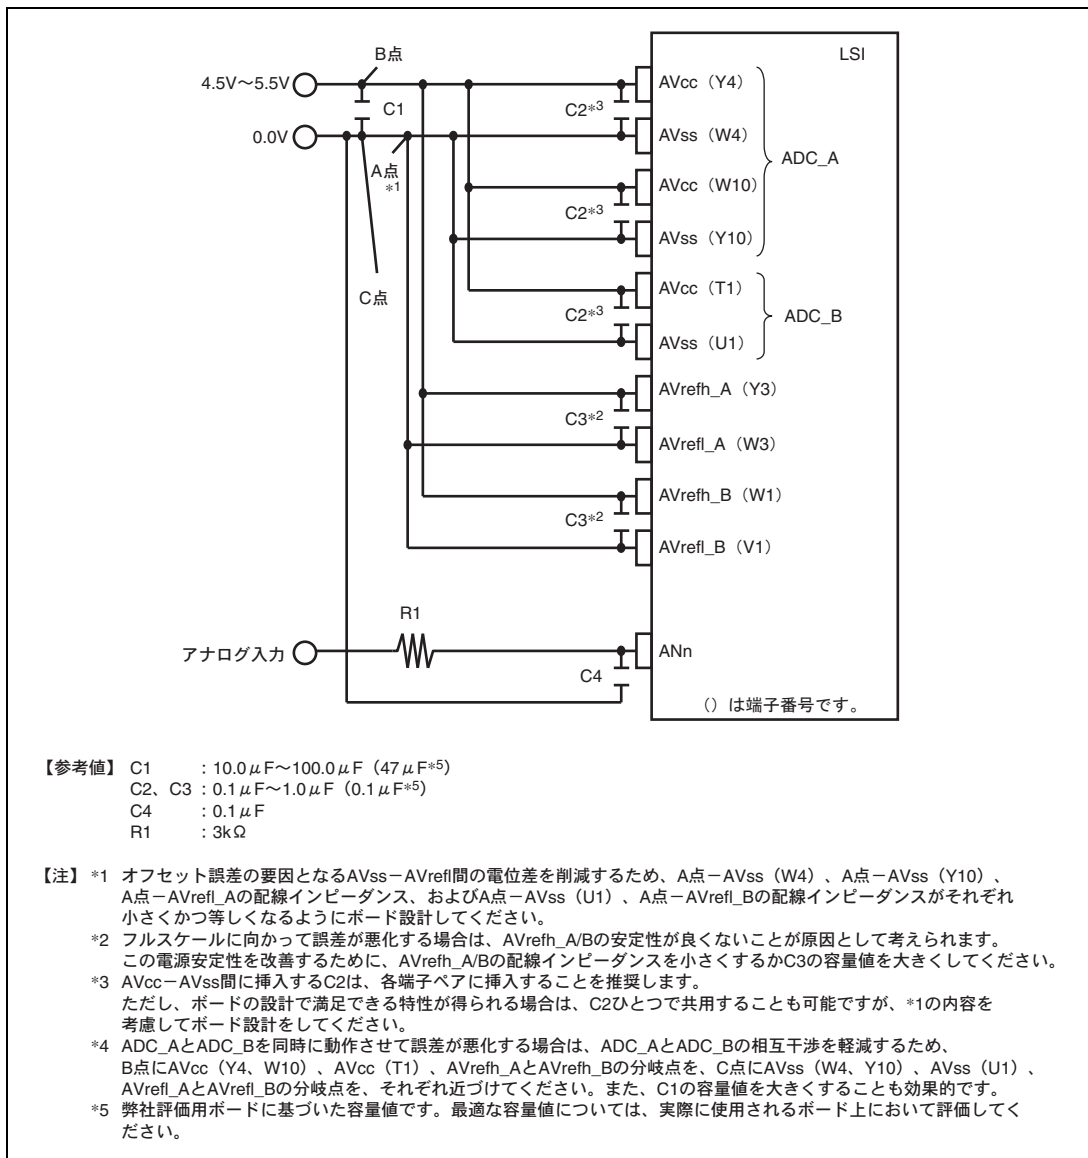 B点
LSI
4.5V～5.5V
C1
C2*3
AVcc（Y4）
0.0V
AVss（W4）
ADC_A
A点
*1
AVcc（W10）
C2*3
AVss（Y10）
C点
AVcc（T1）
C2*3
ADC_B
AVss（U1）
AVrefh_A（Y3）
C3*2
AVrefl_A（W3）
AVrefh_B（W1）
C3*2
AVrefl_B（V1）
R1
アナログ入力
ANn
C4
（）は端子番号です。
【参考値】 C1 : 10.0μF～100.0μF（47μF*5）
C2、C3 : 0.1μF～1.0μF（0.1μF*5）
C4 : 0.1μF
R1 : 3kΩ
【注】 *1 オフセット誤差の要因となるAVss－AVrefl間の電位差を削減するため、A点－AVss（W4）、A点－AVss（Y10）、
A点－AVrefl_Aの配線インピーダンス、およびA点－AVss（U1）、A点－AVrefl_Bの配線インピーダンスがそれぞれ
小さくかつ等しくなるようにボード設計してください。
*2 フルスケールに向かって誤差が悪化する場合は、AVrefh_A/Bの安定性が良くないことが原因として考えられます。
この電源安定性を改善するために、AVrefh_A/Bの配線インピーダンスを小さくするかC3の容量値を大きくしてください。
*3 AVcc－AVss間に挿入するC2は、各端子ペアに挿入することを推奨します。
ただし、ボードの設計で満足できる特性が得られる場合は、C2ひとつで共用することも可能ですが、*1の内容を
考慮してボード設計をしてください。
*4 ADC_AとADC_Bを同時に動作させて誤差が悪化する場合は、ADC_AとADC_Bの相互干渉を軽減するため、
B点にAVcc（Y4、W10）、AVcc（T1）、AVrefh_AとAVrefh_Bの分岐点を、C点にAVss（W4、Y10）、AVss（U1）、
AVrefl_AとAVrefl_Bの分岐点を、それぞれ近づけてください。また、C1の容量値を大きくすることも効果的です。
*5 弊社評価用ボードに基づいた容量値です。最適な容量値については、実際に使用されるボード上において評価してく
ださい。